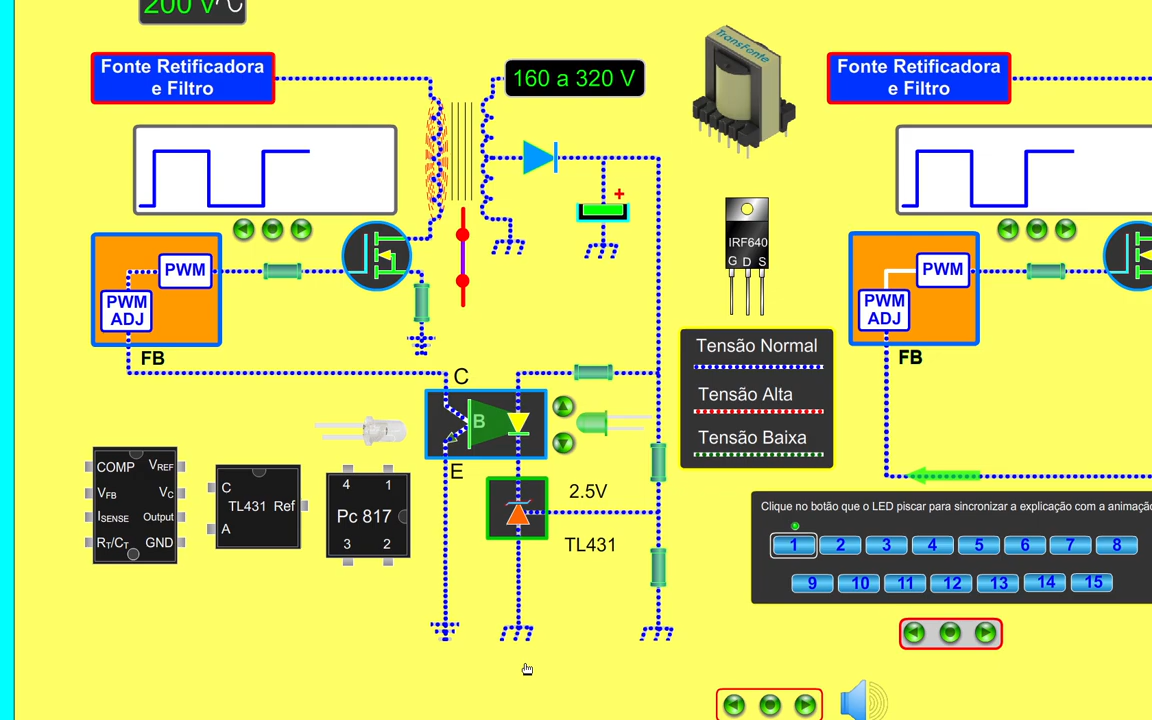 200 V/°C
TransFonte
Fonte Retificadora
e Filtro
160 a 320 V
Fonte Retificadora
e Filtro
IRF640
G D S
PWM
PWM
ADJ
FB
PWM
PWM
ADJ
FB
Tensão Normal
Tensão Alta
Tensão Baixa
C
B
E
+
2.5V
TL431
COMP VREF
VFB VC
ISENSE Output
RT/CT GND
C
TL431 Ref
A
4 1
Pc 817
3 2
Clique no botão que o LED piscar para sincronizar a explicação com a animação
1 2 3 4 5 6 7 8
9 10 11 12 13 14 15